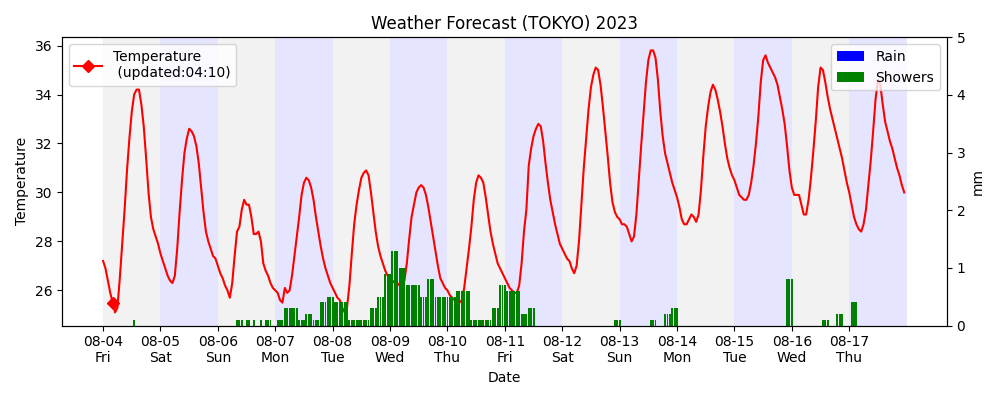 Weather Forecast (TOKYO) 2023
Temperature
(updated:04:10)
Rain
Showers
36
34
32
30
28
26
Temperature
5
4
3
2
1
0
mm
08-04 08-05 08-06 08-07 08-08 08-09 08-10 08-11 08-12 08-13 08-14 08-15 08-16 08-17
Fri Sat Sun Mon Tue Wed Thu Fri Sat Sun Mon Tue Wed Thu
Date